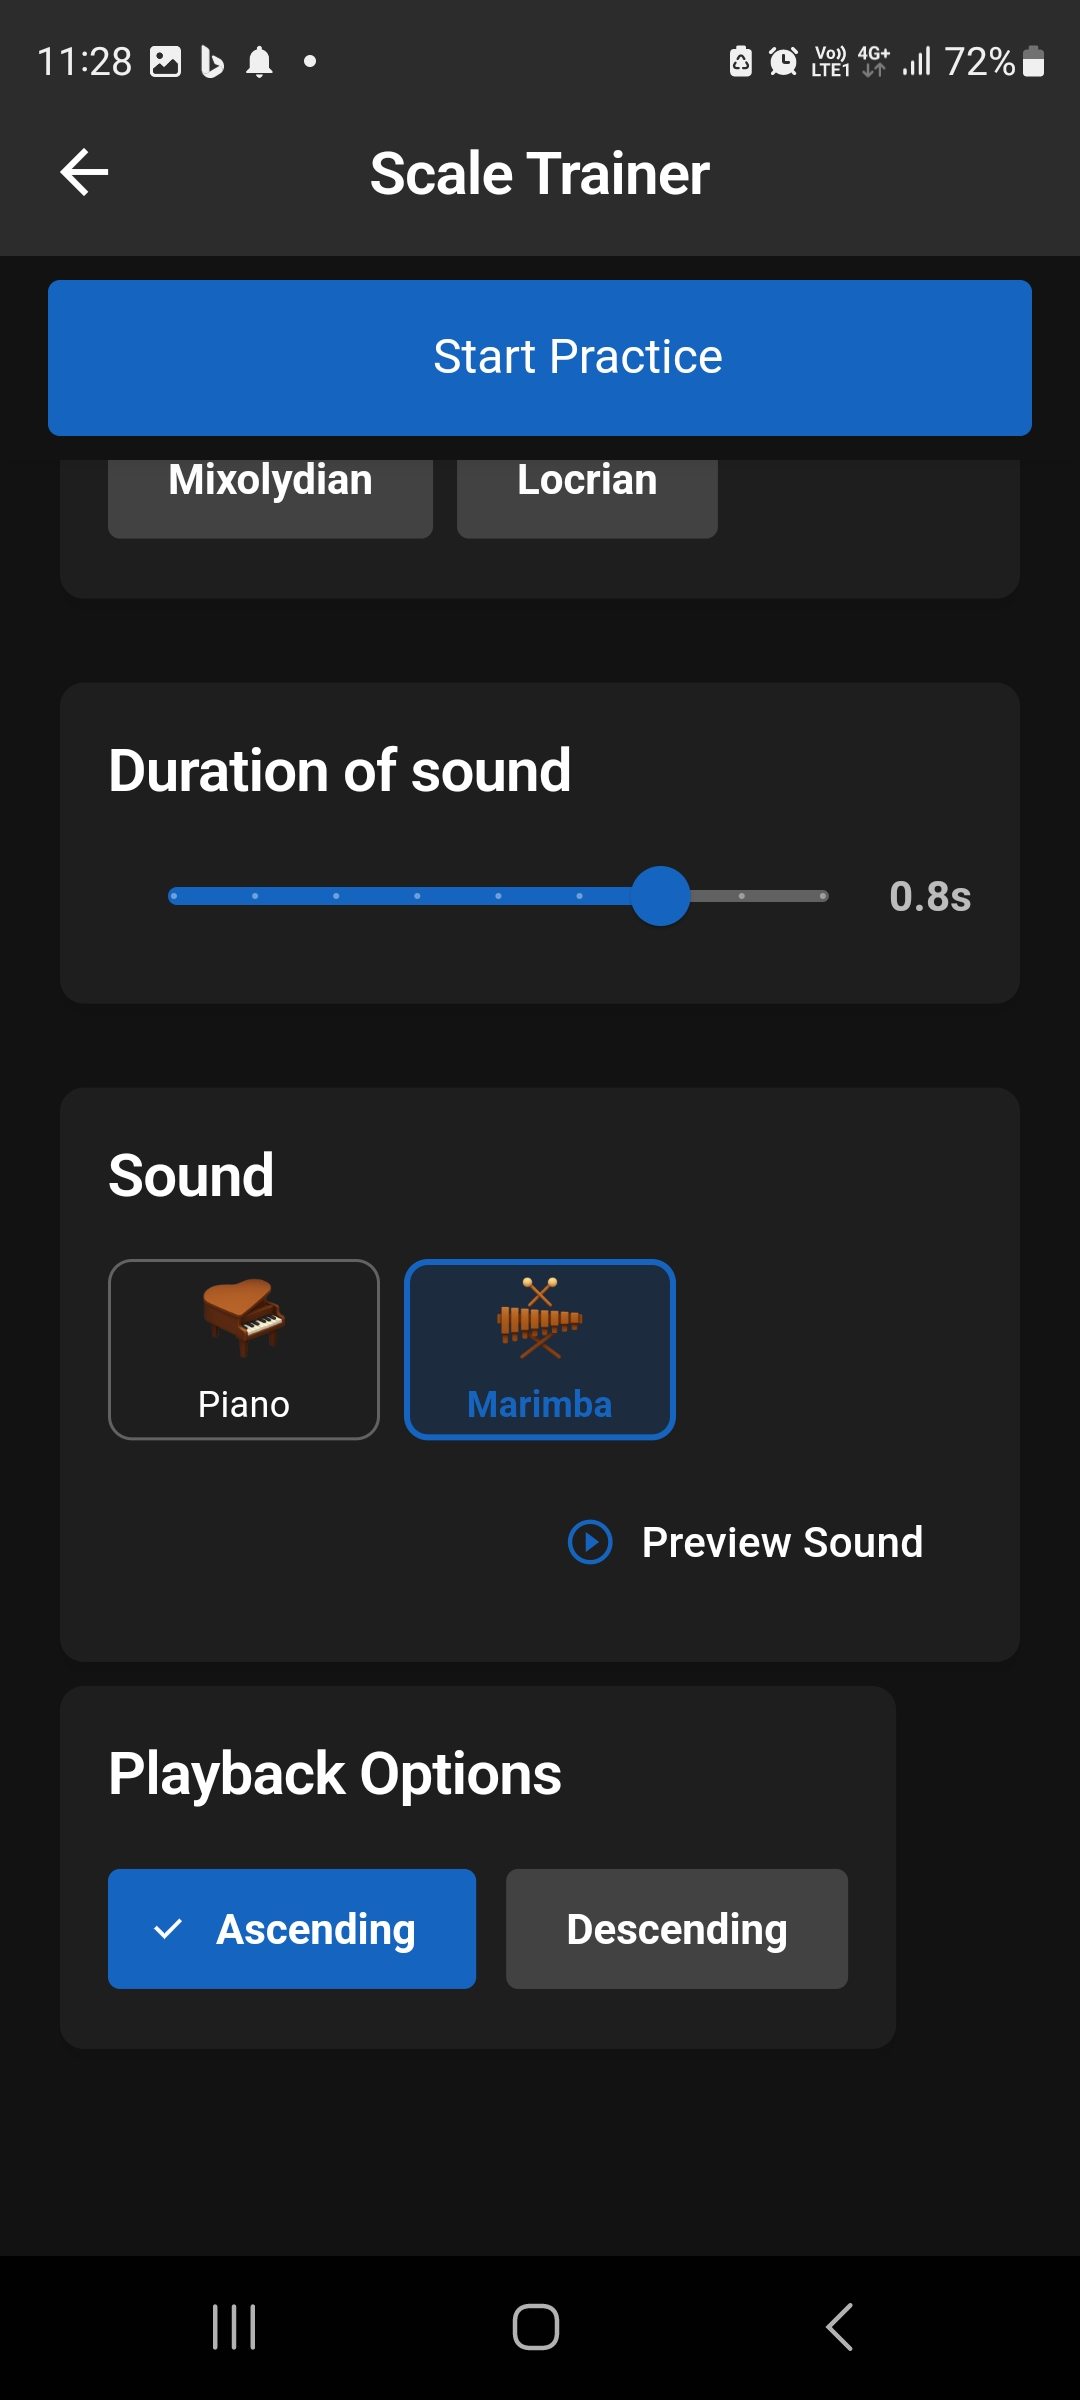 11:28 Vo)) LTE1 4G+ 72%
Scale Trainer
Start Practice
Mixolydian Locrian
Duration of sound
0.8s
Sound
Piano Marimba
Preview Sound
Playback Options
Ascending Descending